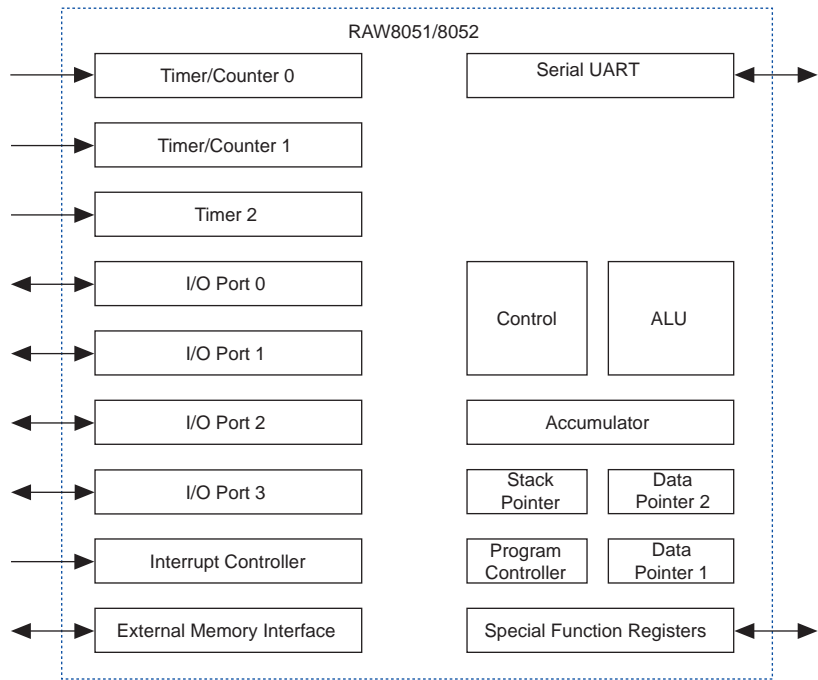 RAW8051/8052
Timer/Counter 0
Serial UART
Timer/Counter 1
Timer 2
I/O Port 0
Control
ALU
I/O Port 1
I/O Port 2
Accumulator
I/O Port 3
Stack
Pointer
Data
Pointer 2
Interrupt Controller
Program
Controller
Data
Pointer 1
External Memory Interface
Special Function Registers